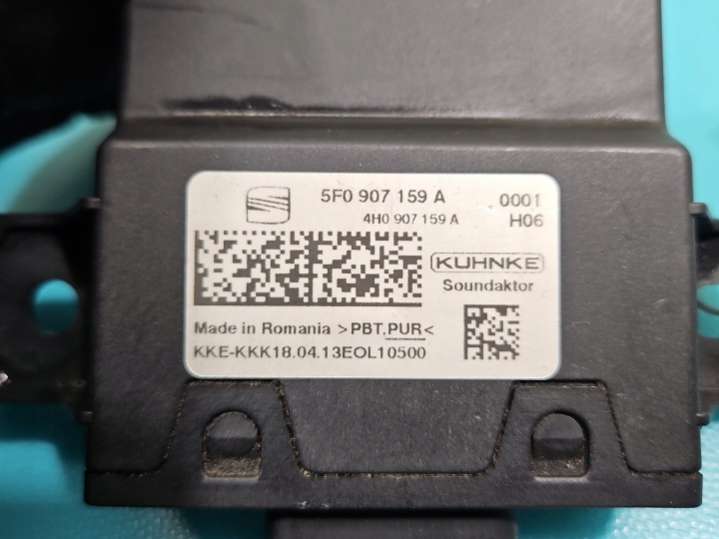 5F0 907 159 A 0001
4H0 907 159 A H06
KUHNKE
Soundaktor
Made in Romania >PBT,PUR<
KKE-KKK18.04.13EOL10500